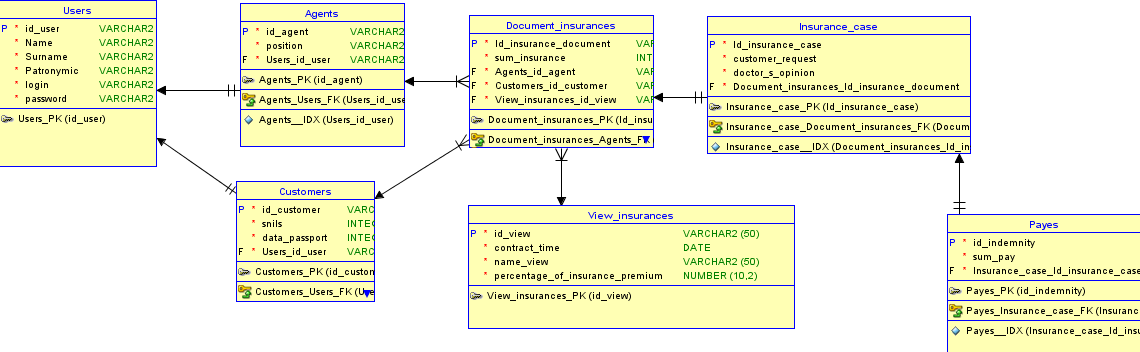 Users
P * id_user VARCHAR2
* Name VARCHAR2
* Surname VARCHAR2
* Patronymic VARCHAR2
* login VARCHAR2
* password VARCHAR2
Users_PK (id_user)
Agents
P * id_agent VARCHAR2
* position VARCHAR2
F * Users_id_user VARCHAR2
Agents_PK (id_agent)
Agents_Users_FK (Users_id_use
Agents__IDX (Users_id_user)
Customers
P * id_customer VARC
* snils INTE
* data_passport INTE
F * Users_id_user VARC
Customers_PK (id_custon
Customers_Users_FK (Use
Document_insurances
P * Id_insurance_document VAF
* sum_insurance INT
F * Agents_id_agent VAF
F * Customers_id_customer VAF
F * View_insurances_id_view VAF
Document_insurances_PK (Id_insu
Document_insurances_Agents_FK
View_insurances
P * id_view VARCHAR2 (50)
* contract_time DATE
* name_view VARCHAR2 (50)
* percentage_of_insurance_premium NUMBER (10,2)
View_insurances_PK (id_view)
Insurance_case
P * Id_insurance_case
* customer_request
* doctor_s_opinion
F * Document_insurances_Id_insurance_document
Insurance_case_PK (Id_insurance_case)
Insurance_case_Document_insurances_FK (Docum
Insurance_case__IDX (Document_insurances_Id_in
Payes
P * id_indemnity
* sum_pay
F * Insurance_case_Id_insurance_case
Payes_PK (id_indemnity)
Payes_Insurance_case_FK (Insuranc
Payes__IDX (Insurance_case_Id_insu